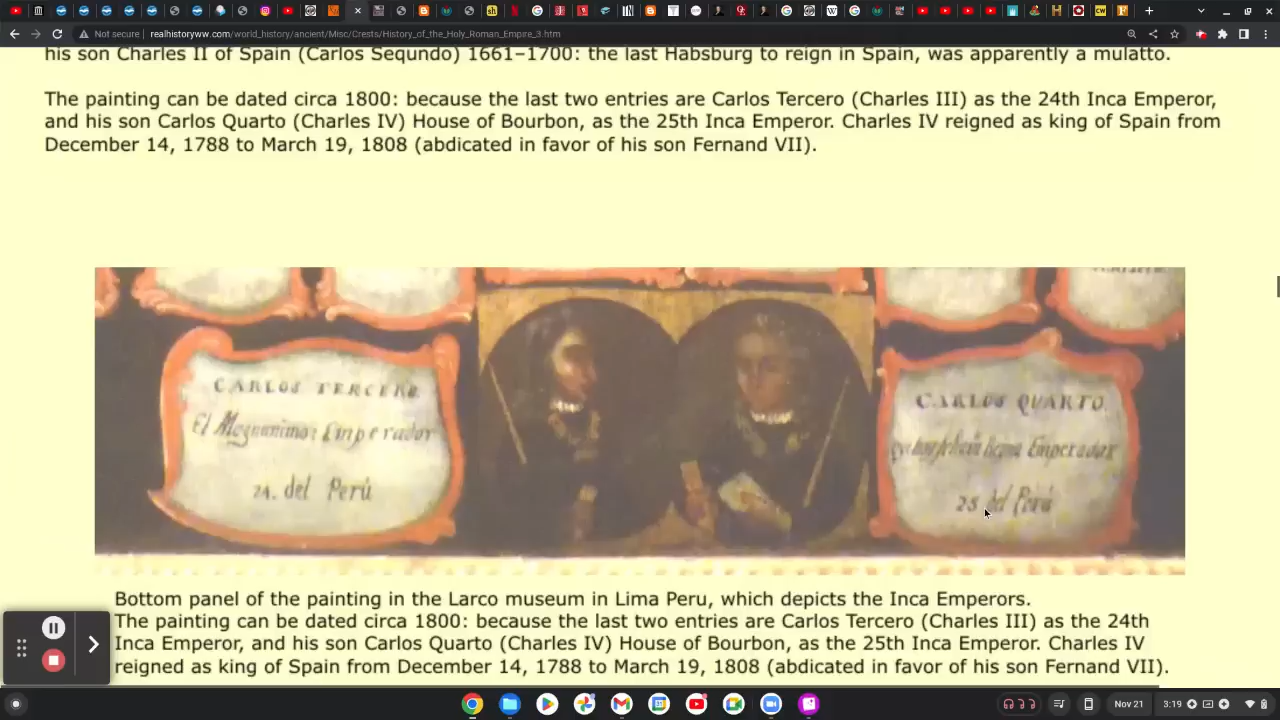 Not secure
realhistoryww.com/world_history/ancient/Misc/Crests/History_of_the_Holy_Roman_Empire_3.htm
his son Charles II of Spain (Carlos Sequndo) 1661–1700: the last Habsburg to reign in Spain, was apparently a mulatto.
The painting can be dated circa 1800: because the last two entries are Carlos Tercero (Charles III) as the 24th Inca Emperor,
and his son Carlos Quarto (Charles IV) House of Bourbon, as the 25th Inca Emperor. Charles IV reigned as king of Spain from
December 14, 1788 to March 19, 1808 (abdicated in favor of his son Fernand VII).
CARLOS TERCERO
El Magnanimo Emperador
24. del Perú
CARLOS QUARTO
Emperador
25 del Perú
Bottom panel of the painting in the Larco museum in Lima Peru, which depicts the Inca Emperors.
The painting can be dated circa 1800: because the last two entries are Carlos Tercero (Charles III) as the 24th
Inca Emperor, and his son Carlos Quarto (Charles IV) House of Bourbon, as the 25th Inca Emperor. Charles IV
reigned as king of Spain from December 14, 1788 to March 19, 1808 (abdicated in favor of his son Fernand VII).
Nov 21
3:19